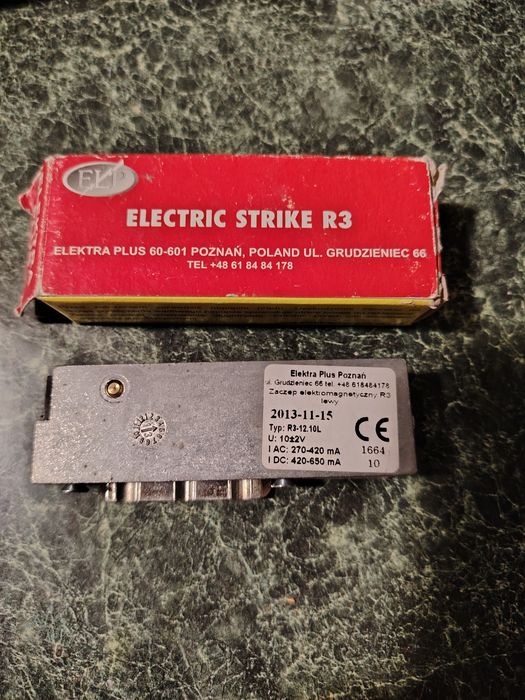 ELP
ELECTRIC STRIKE R3
ELEKTRA PLUS 60-601 POZNAŃ, POLAND UL. GRUDZIENIEC 66
TEL +48 61 84 84 178
Elektra Plus Poznań
ul. Grudzieniec 66 tel. +48 618484178
Zaczep elektromagnetyczny R3
lewy
2013-11-15
Typ: R3-12.10L
U: 10±2V
I AC: 270-420 mA
I DC: 420-650 mA
CE
1664
10